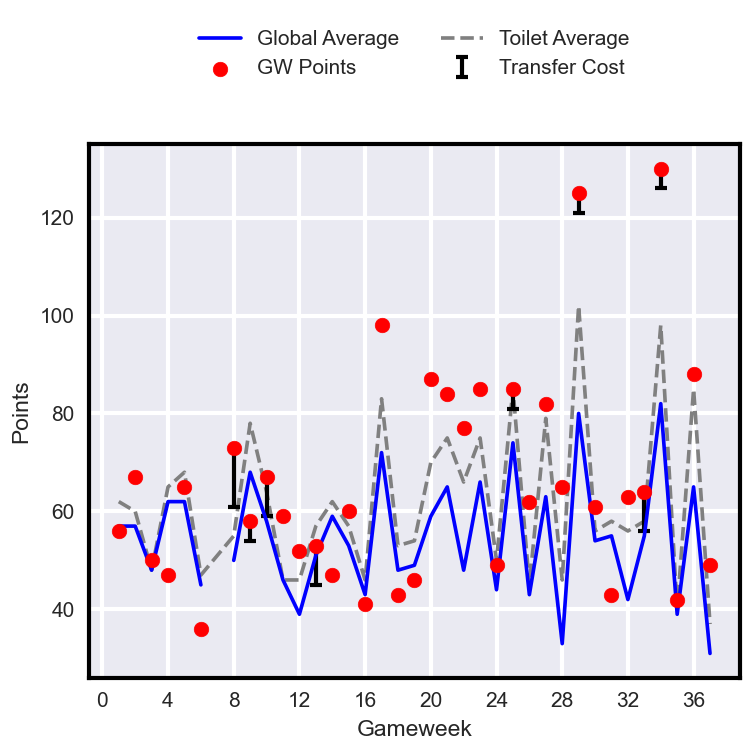 Global Average
Toilet Average
GW Points
Transfer Cost
120
100
80
60
40
Points
0 4 8 12 16 20 24 28 32 36
Gameweek